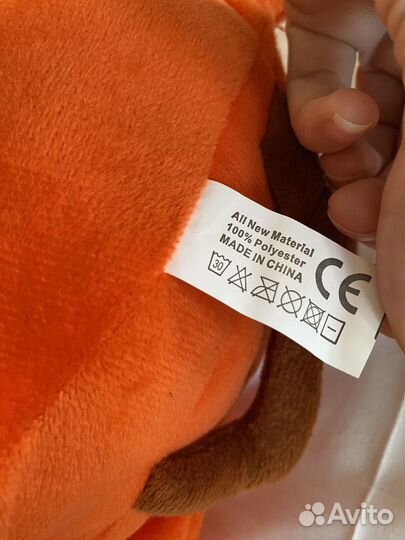 All New Material
100% Polyester
MADE IN CHINA
CE
30
Avito